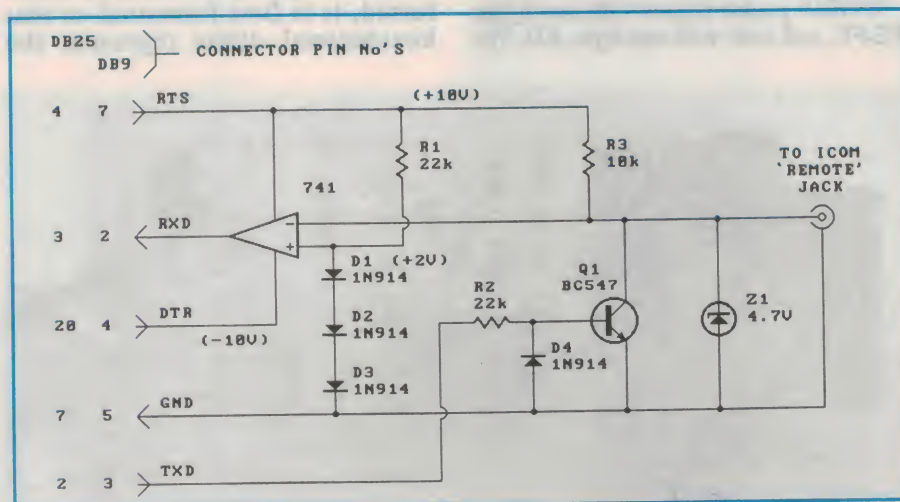 DB25
DB9
CONNECTOR PIN No'S
4 7 RTS
(+10V)
R1
22k
R3
10k
TO ICOM
'REMOTE'
JACK
741
3 2 RXD
-
+
(+2V)
D1
1N914
Q1
BC547
R2
22k
Z1
4.7V
20 4 DTR
(-10V)
D2
1N914
D4
1N914
D3
1N914
7 5 GND
2 3 TXD